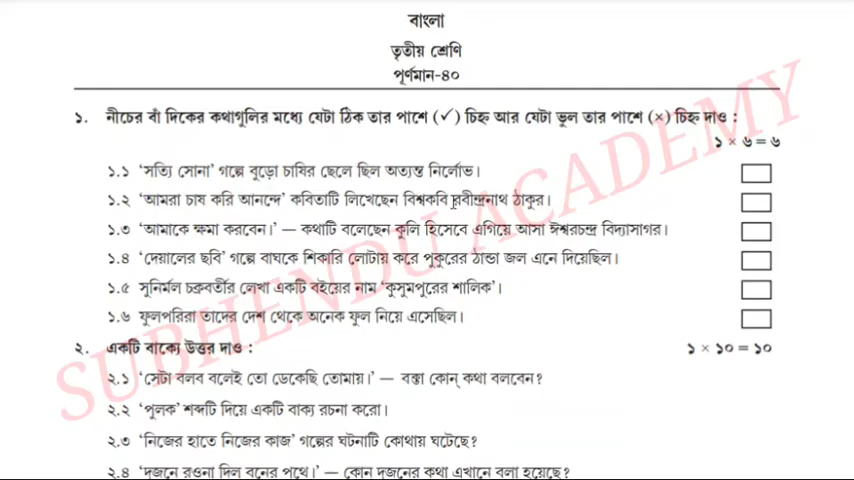 বাংলা
তৃতীয় শ্রেণি
পূর্ণমান-৪০
১. নীচের বাঁ দিকের কথাগুলির মধ্যে যেটা ঠিক তার পাশে (✓) চিহ্ন আর যেটা ভুল তার পাশে (×) চিহ্ন দাও :
১ × ৬ = ৬
১.১ ‘সত্যি সোনা’ গল্পে বুড়ো চাষির ছেলে ছিল অত্যন্ত নির্লোভ।
১.২ ‘আমরা চাষ করি আনন্দে’ কবিতাটি লিখেছেন বিশ্বকবি রবীন্দ্রনাথ ঠাকুর।
১.৩ ‘আমাকে ক্ষমা করবেন।’ — কথাটি বলেছেন কুলি হিসেবে এগিয়ে আসা ঈশ্বরচন্দ্র বিদ্যাসাগর।
১.৪ ‘দেয়ালের ছবি’ গল্পে বাঘকে শিকারি লোটায় করে পুকুরের ঠান্ডা জল এনে দিয়েছিল।
১.৫ সুনির্মল চক্রবর্তীর লেখা একটি বইয়ের নাম ‘কুসুমপুরের শালিক’।
১.৬ ফুলপরিরা তাদের দেশ থেকে অনেক ফুল নিয়ে এসেছিল।
২. একটি বাক্যে উত্তর দাও : ১ × ১০ = ১০
২.১ ‘সেটা বলব বলেই তো ডেকেছি তোমায়।’ — বক্তা কোন্ কথা বলবেন?
২.২ ‘পুলক’ শব্দটি দিয়ে একটি বাক্য রচনা করো।
২.৩ ‘নিজের হাতে নিজের কাজ’ গল্পের ঘটনাটি কোথায় ঘটেছে?
২.৪ ‘দুজনে রওনা দিল বনের পথে।’ — কোন দুজনের কথা এখানে বলা হয়েছে?
SUBHENDU ACADEMY